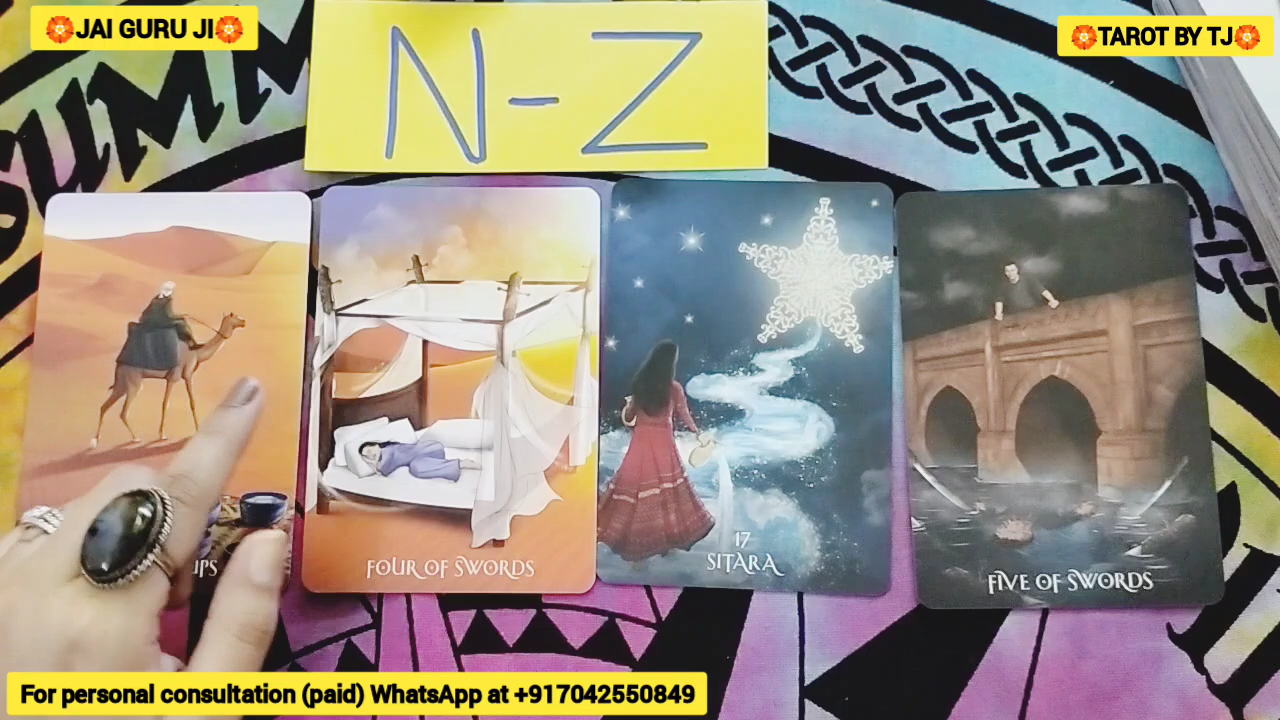 🏵️JAI GURU JI🏵️
🏵️TAROT BY TJ🏵️
N-Z
FOUR OF SWORDS
17
SITARA
FIVE OF SWORDS
For personal consultation (paid) WhatsApp at +917042550849